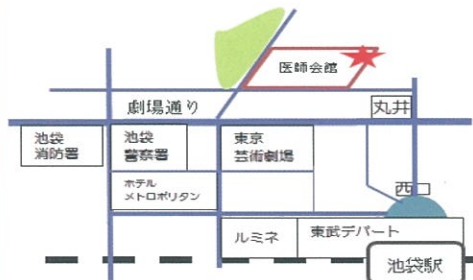 医師会館
劇場通り
丸井
池袋
消防署
池袋
警察署
東京
芸術劇場
ホテル
メトロポリタン
西口
ルミネ
東武デパート
池袋駅